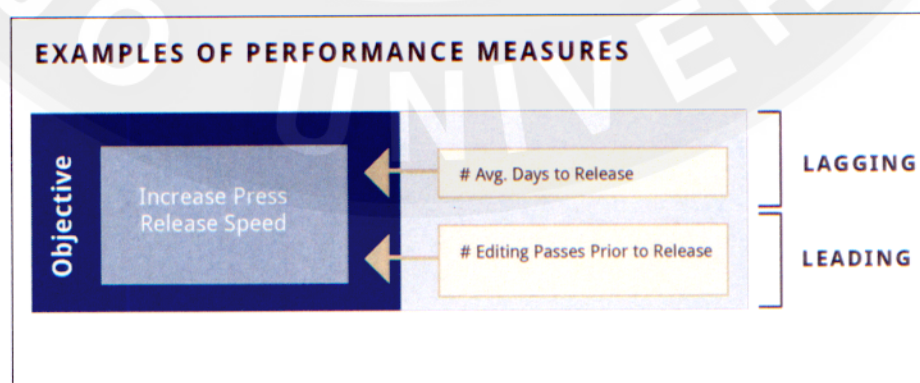 EXAMPLES OF PERFORMANCE MEASURES
Objective
Increase Press
Release Speed
# Avg. Days to Release
# Editing Passes Prior to Release
LAGGING
LEADING